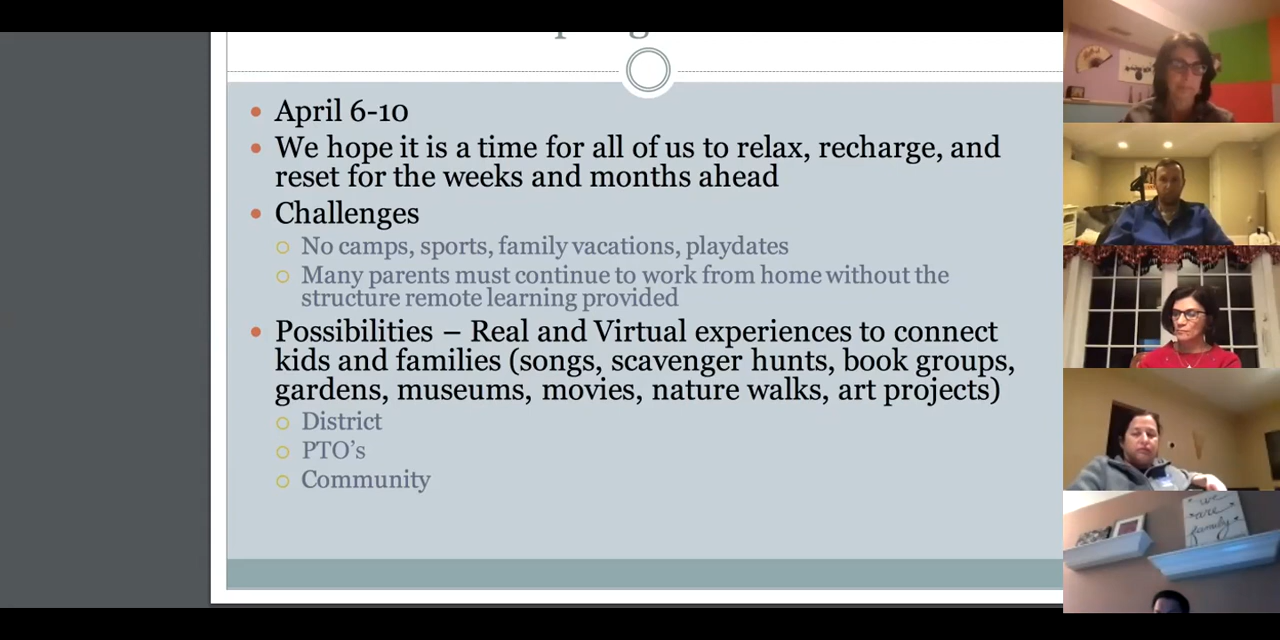 April 6-10
We hope it is a time for all of us to relax, recharge, and
reset for the weeks and months ahead
Challenges
No camps, sports, family vacations, playdates
Many parents must continue to work from home without the
structure remote learning provided
Possibilities – Real and Virtual experiences to connect
kids and families (songs, scavenger hunts, book groups,
gardens, museums, movies, nature walks, art projects)
District
PTO's
Community
we
are
family